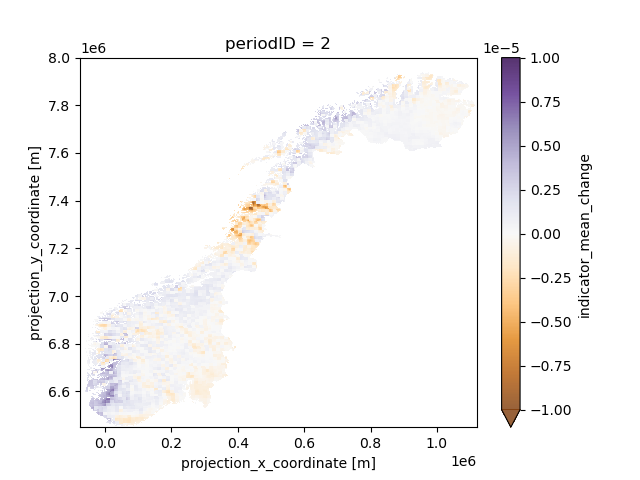 periodID = 2
1e6
8.0
7.8
7.6
7.4
7.2
7.0
6.8
6.6
projection_y_coordinate [m]
0.0 0.2 0.4 0.6 0.8 1.0
1e6
projection_x_coordinate [m]
1e−5
1.00
0.75
0.50
0.25
0.00
−0.25
−0.50
−0.75
−1.00
indicator_mean_change